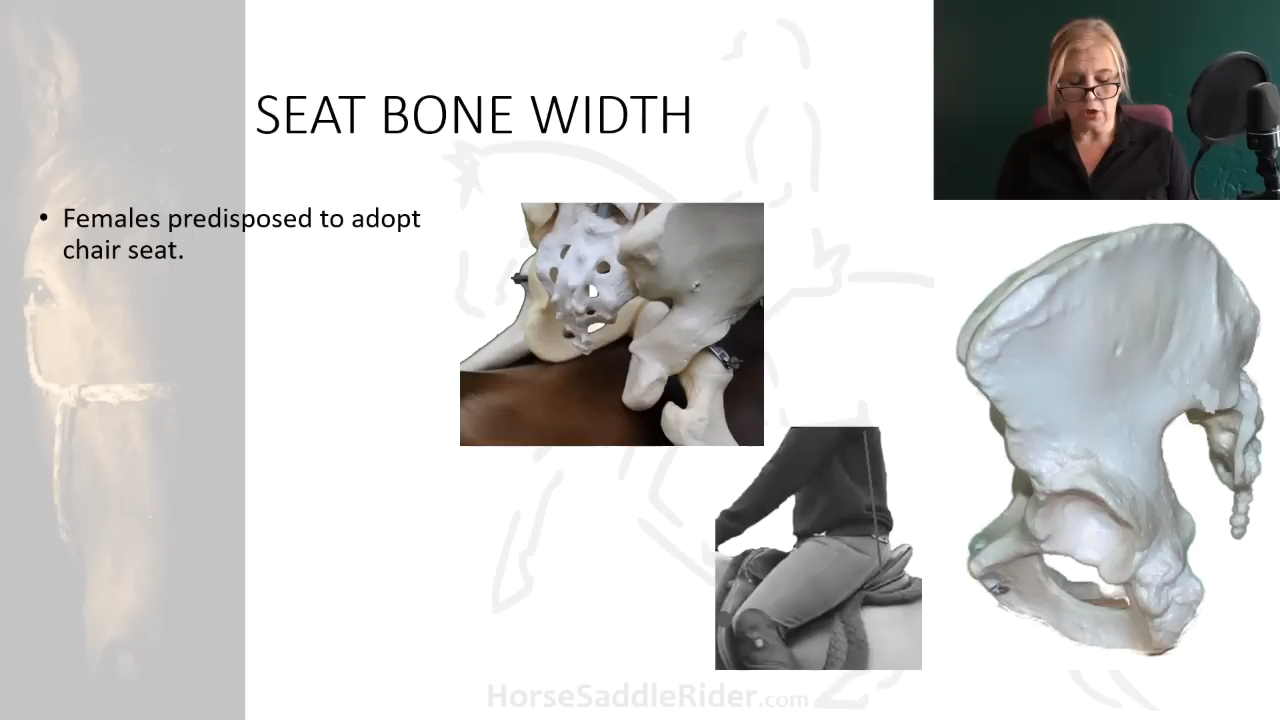 SEAT BONE WIDTH
• Females predisposed to adopt
chair seat.
HorseSaddleRider.com